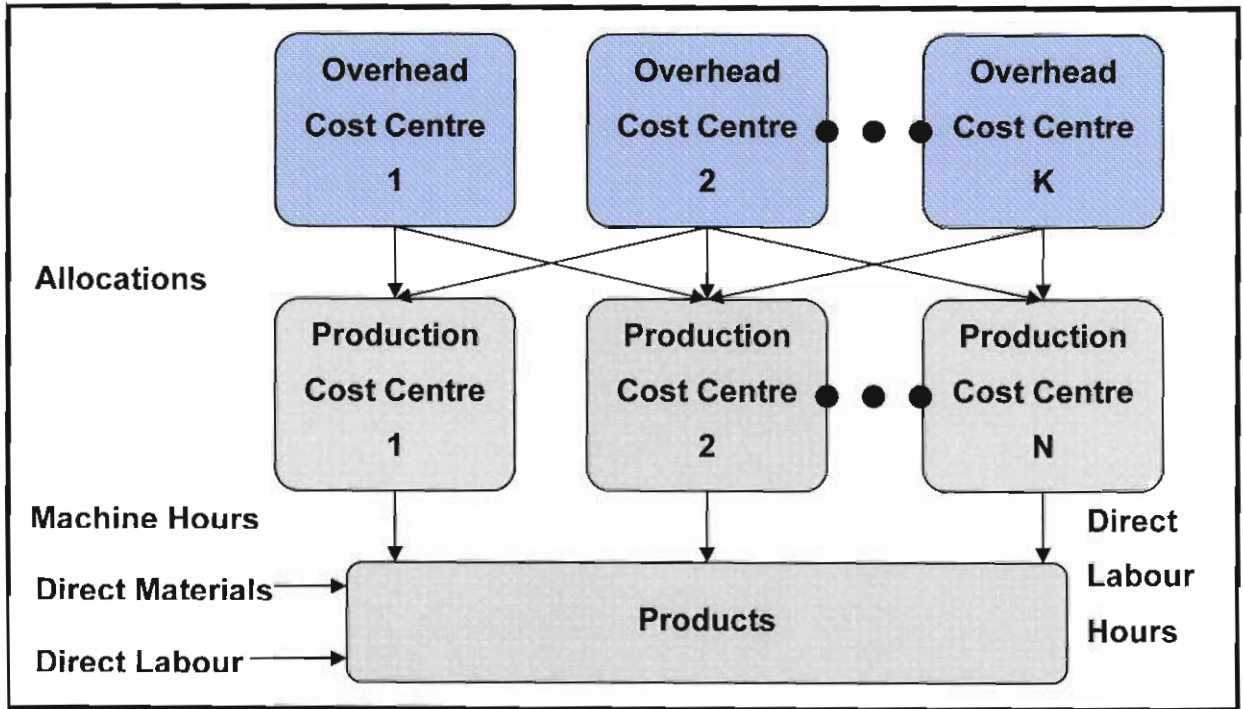 Overhead
Cost Centre
1
Overhead
Cost Centre
2
Overhead
Cost Centre
K
Allocations
Production
Cost Centre
1
Production
Cost Centre
2
Production
Cost Centre
N
Machine Hours
Direct Materials
Direct Labour
Products
Direct
Labour
Hours